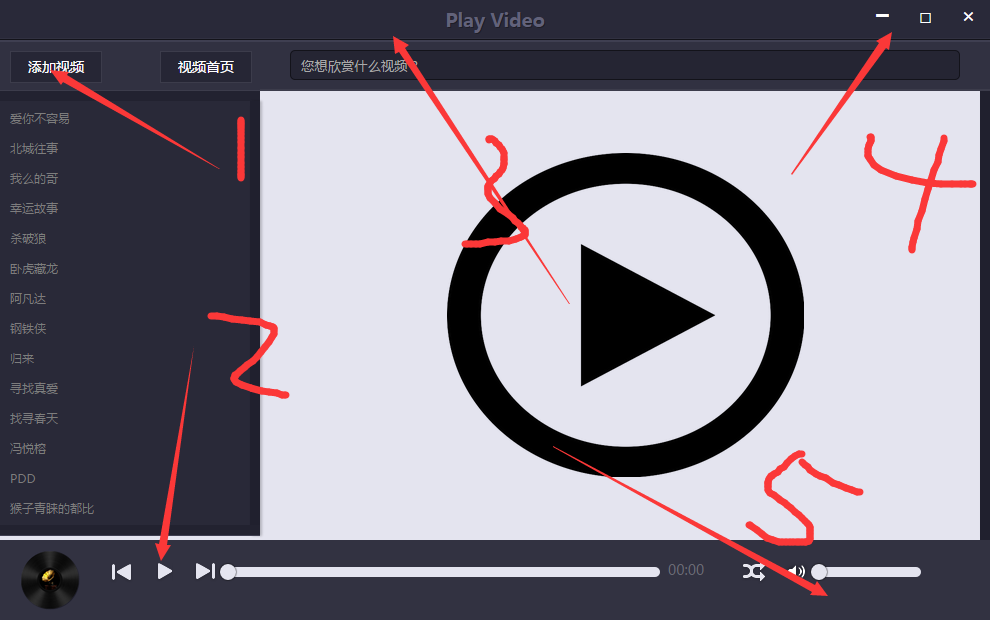 Play Video
添加视频
视频首页
您想欣赏什么视频?
爱你不容易
北城往事
我么的哥
幸运故事
杀破狼
卧虎藏龙
阿凡达
钢铁侠
归来
寻找真爱
找寻春天
冯悦榕
PDD
猴子青睐的都比
1
2
3
4
5
00:00